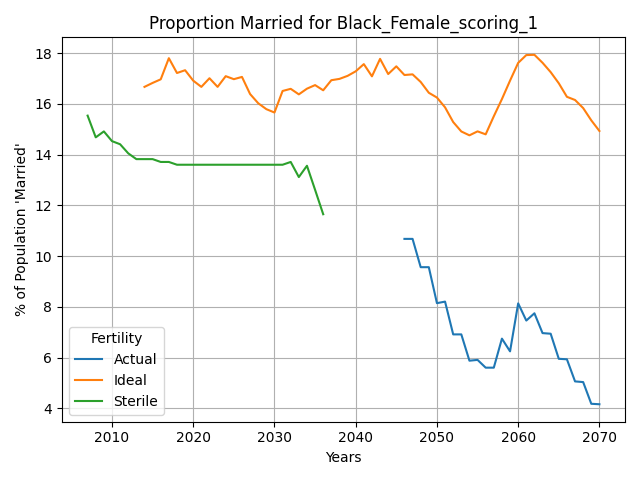 Proportion Married for Black_Female_scoring_1
% of Population 'Married'
18
16
14
12
10
8
6
4
Fertility
Actual
Ideal
Sterile
2010 2020 2030 2040 2050 2060 2070
Years